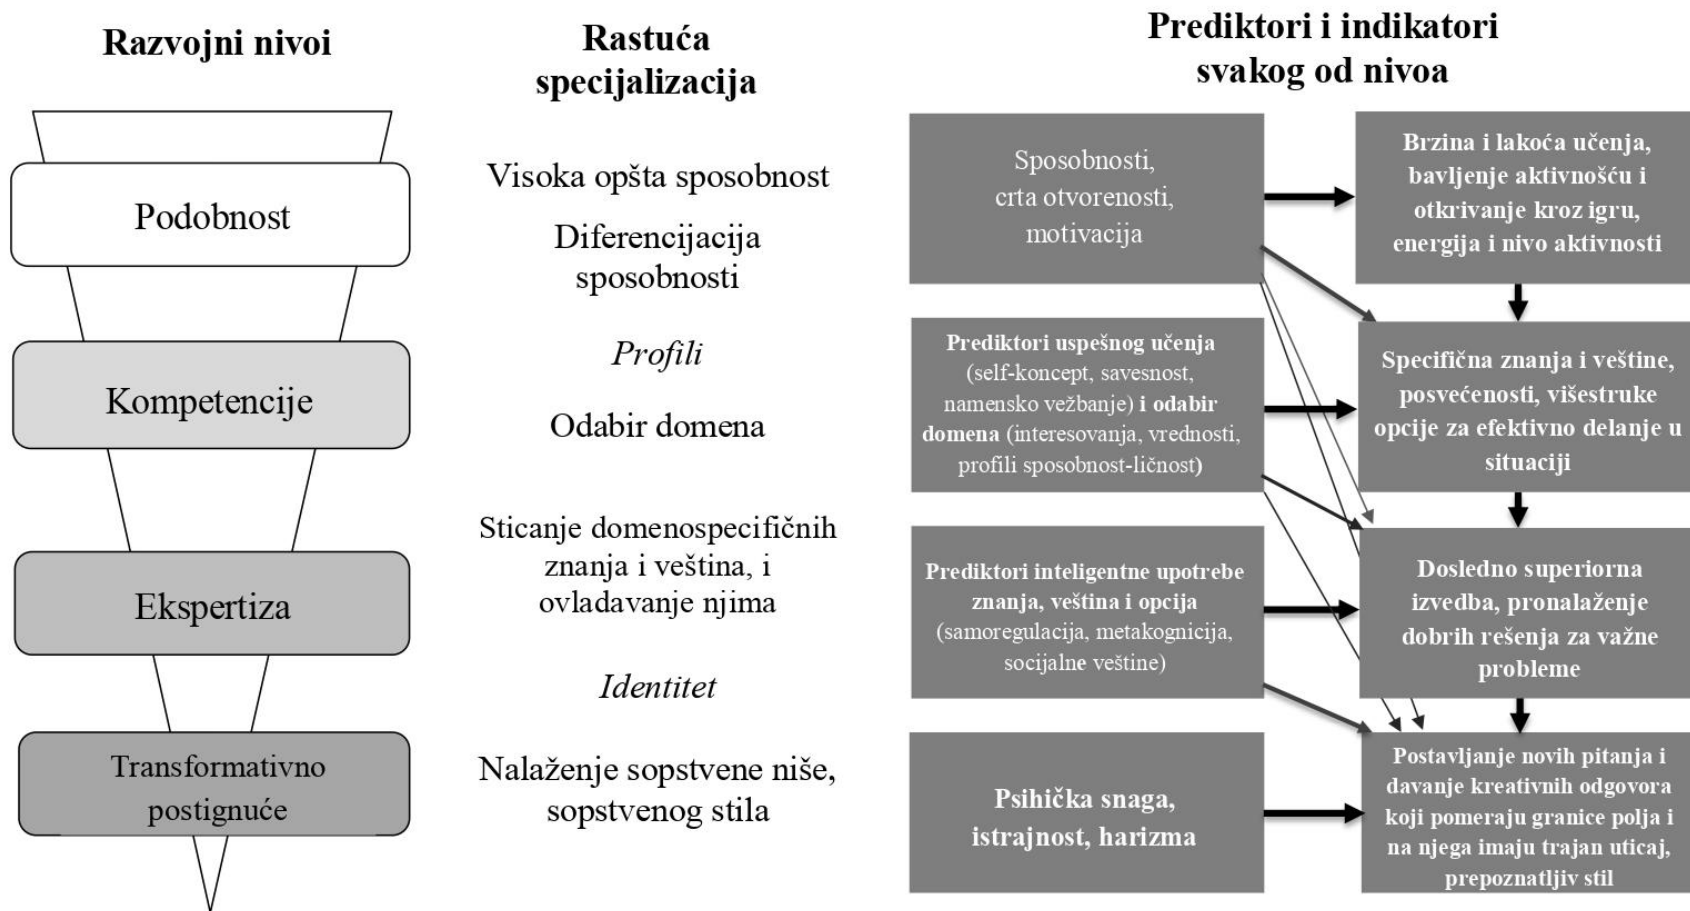 Razvojni nivoi
Podobnost
Kompetencije
Ekspertiza
Transformativno
postignuće
Rastuća
specijalizacija
Visoka opšta sposobnost
Diferencijacija
sposobnosti
Profili
Odabir domena
Sticanje domenospecifičnih
znanja i veština, i
ovladavanje njima
Identitet
Nalaženje sopstvene niše,
sopstvenog stila
Prediktori i indikatori
svakog od nivoa
Sposobnosti,
crta otvorenosti,
motivacija
Brzina i lakoća učenja,
bavljenje aktivnošću i
otkrivanje kroz igru,
energija i nivo aktivnosti
Prediktori uspešnog učenja
(self-koncept, savesnost,
namensko vežbanje) i odabir
domena (interesovanja, vrednosti,
profili sposobnost-ličnost)
Specifična znanja i veštine,
posvećenosti, višestruke
opcije za efektivno delanje u
situaciji
Prediktori inteligentne upotrebe
znanja, veština i opcija
(samoregulacija, metakognicija,
socijalne veštine)
Dosledno superiorna
izvedba, pronalaženje
dobrih rešenja za važne
probleme
Psihička snaga,
istrajnost, harizma
Postavljanje novih pitanja i
davanje kreativnih odgovora
koji pomeraju granice polja i
na njega imaju trajan uticaj,
prepoznatljiv stil